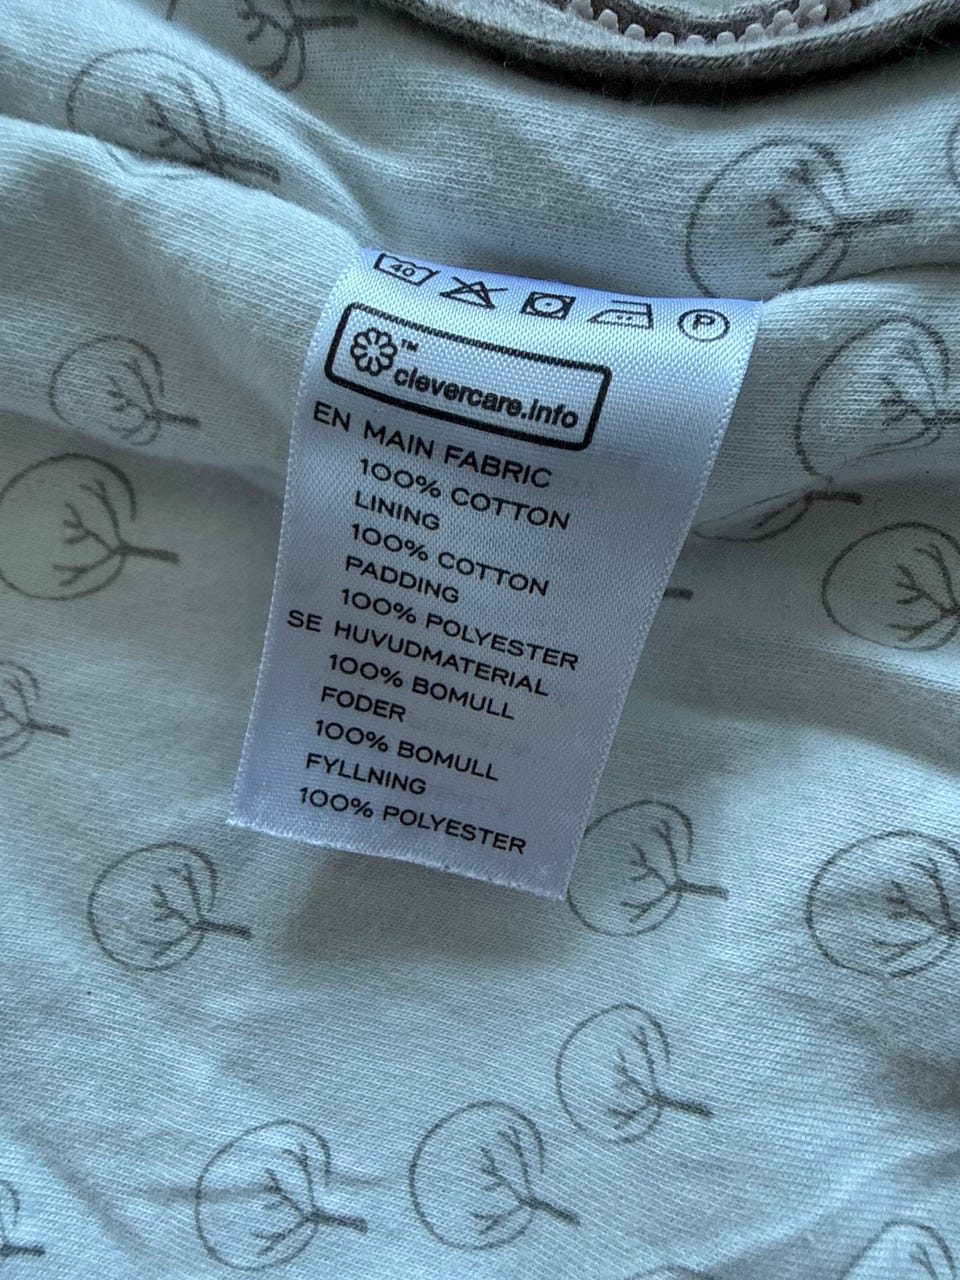 40 P
™ clevercare.info
EN MAIN FABRIC
100% COTTON
LINING
100% COTTON
PADDING
100% POLYESTER
SE HUVUDMATERIAL
100% BOMULL
FODER
100% BOMULL
FYLLNING
100% POLYESTER